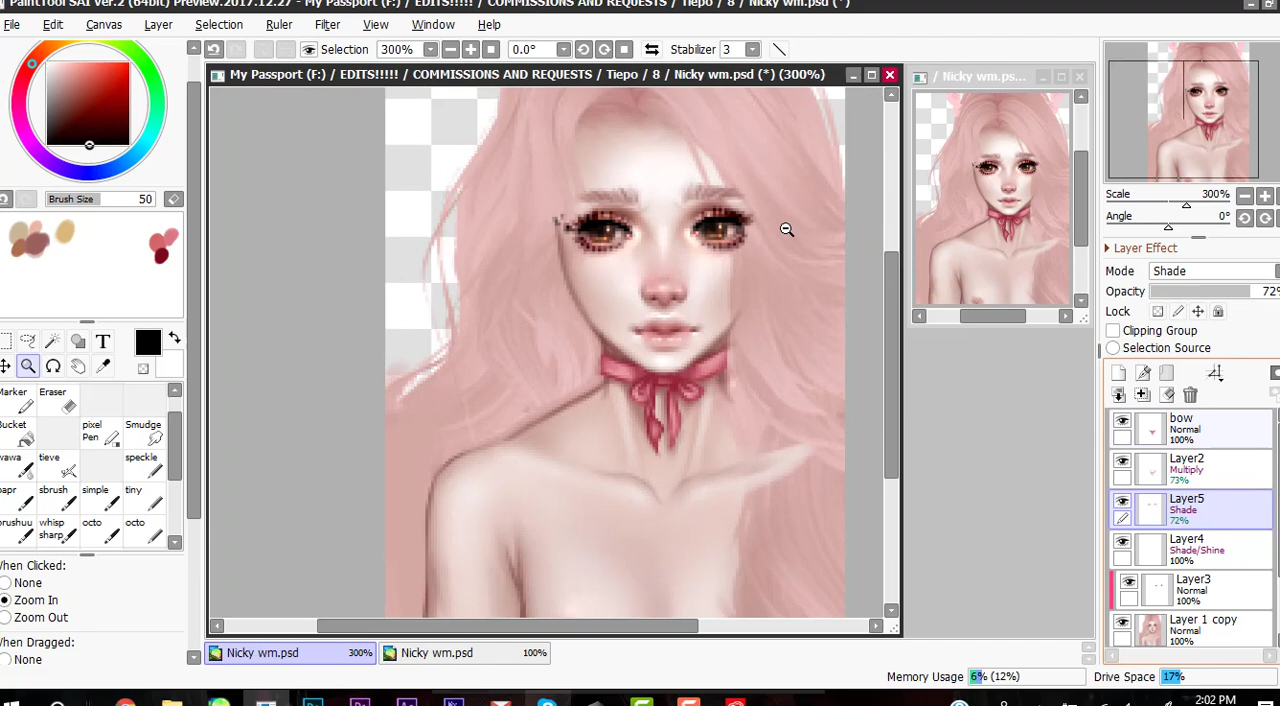 PaintTool SAI Ver.2 (64bit) Preview.2017.12.27 - My Passport (F:) / EDITS!!!!! / COMMISSIONS AND REQUESTS / Tiepo / 8 / Nicky wm.psd (*)
File Edit Canvas Layer Selection Ruler Filter View Window Help
Selection 300% 0.0° Stabilizer 3
My Passport (F:) / EDITS!!!!! / COMMISSIONS AND REQUESTS / Tiepo / 8 / Nicky wm.psd (*) (300%)
/ Nicky wm.ps...
Brush Size 50
T
Marker Eraser
Bucket pixel Pen Smudge
wawa tieve speckle
papr sbrush simple tiny
brushuu whisp sharp octo octo
When Clicked:
None
Zoom In
Zoom Out
When Dragged:
None
Scale 300%
Angle 0°
Layer Effect
Mode Shade
Opacity 72%
Lock
Clipping Group
Selection Source
bow
Normal
100%
Layer2
Multiply
73%
Layer5
Shade
72%
Layer4
Shade/Shine
100%
Layer3
Normal
100%
Layer 1 copy
Normal
100%
Nicky wm.psd 300%
Nicky wm.psd 100%
Memory Usage 6% (12%) Drive Space 17%
2:02 PM